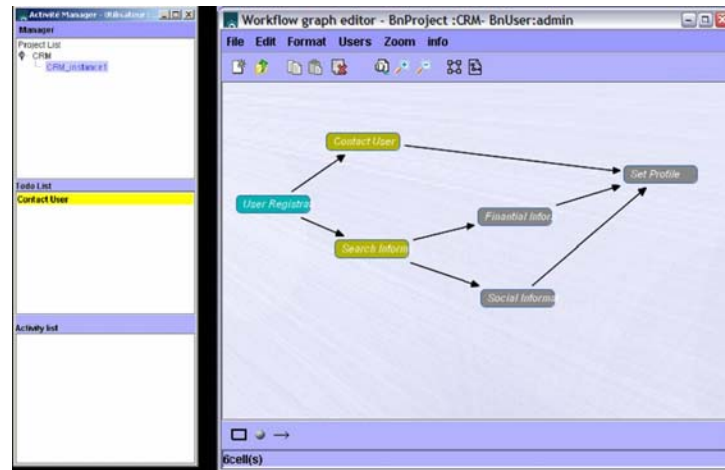 Activité Manager - Utilisateur:
Manager
Project List
CRM
CRM_instance1
Todo List
Contact User
Activity list
Workflow graph editor - BnProject :CRM- BnUser:admin
File Edit Format Users Zoom info
Contact User
Set Profile
User Registra
Finantial Infor
Search Inform
Social Informa
6cell(s)